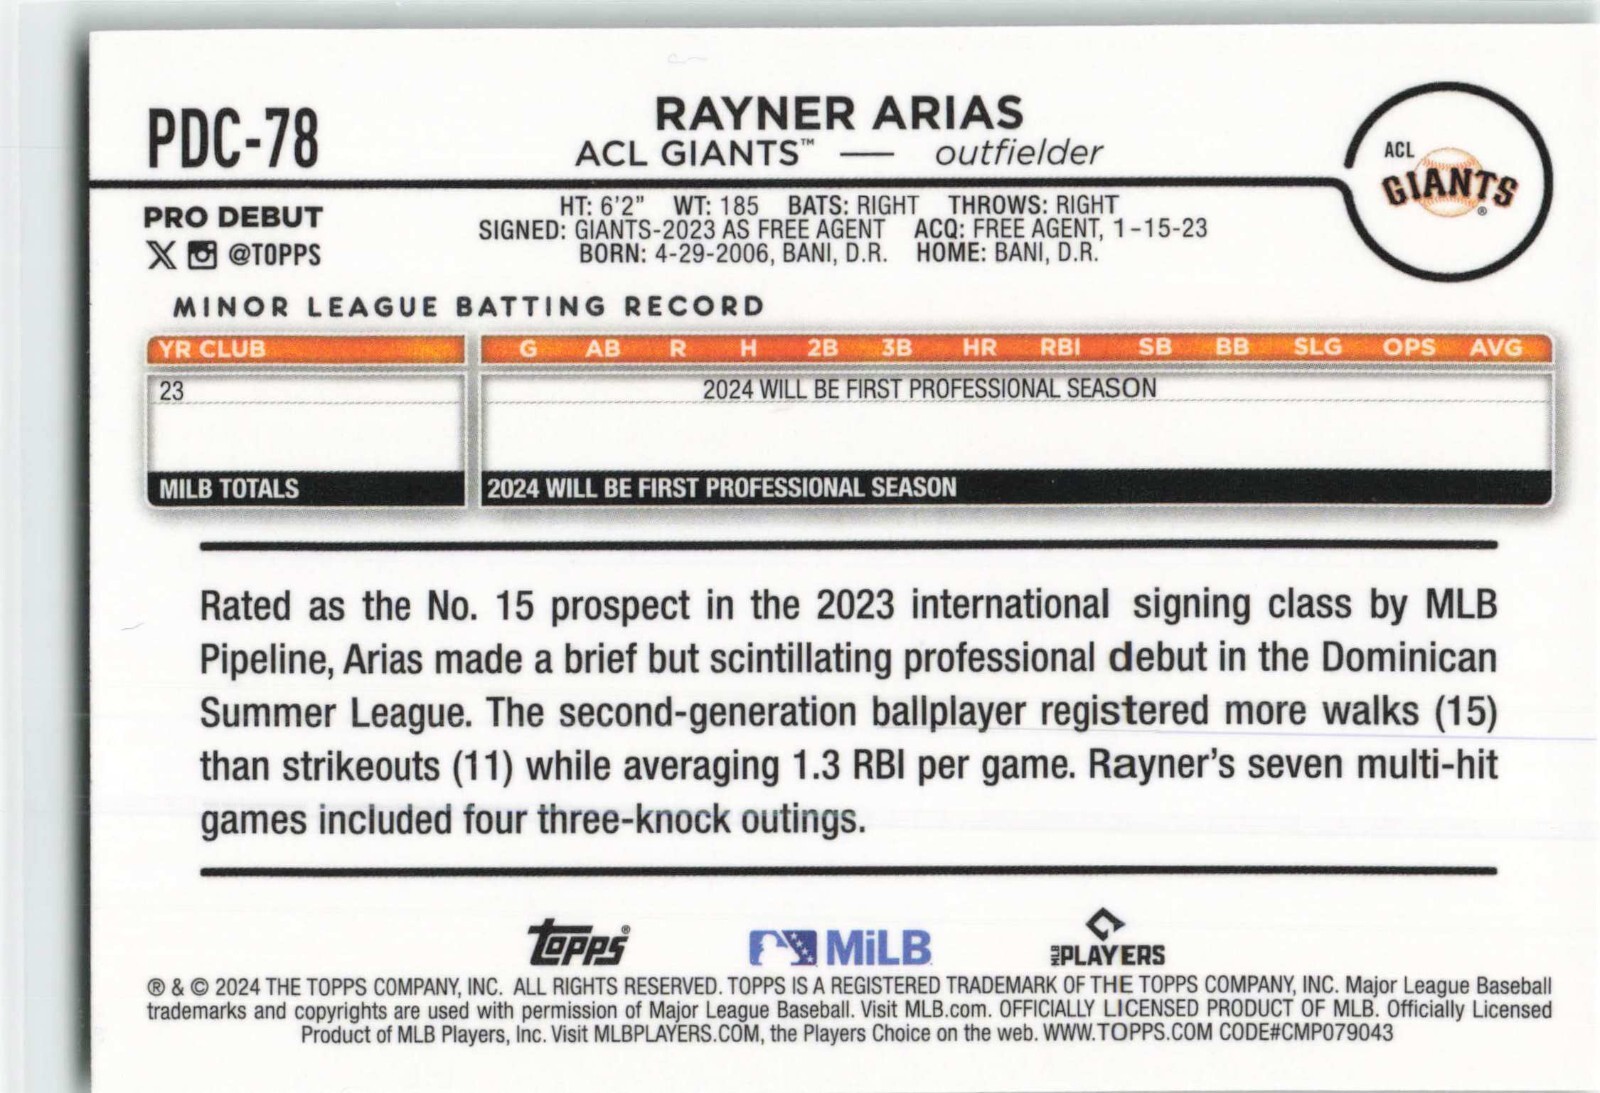 PDC-78
RAYNER ARIAS
ACL GIANTS™ — outfielder
ACL
GIANTS®
PRO DEBUT
@TOPPS
HT: 6'2" WT: 185 BATS: RIGHT THROWS: RIGHT
SIGNED: GIANTS-2023 AS FREE AGENT ACQ: FREE AGENT, 1-15-23
BORN: 4-29-2006, BANI, D.R. HOME: BANI, D.R.
MINOR LEAGUE BATTING RECORD
YR CLUB G AB R H 2B 3B HR RBI SB BB SLG OPS AVG
23 2024 WILL BE FIRST PROFESSIONAL SEASON
MILB TOTALS 2024 WILL BE FIRST PROFESSIONAL SEASON
Rated as the No. 15 prospect in the 2023 international signing class by MLB
Pipeline, Arias made a brief but scintillating professional debut in the Dominican
Summer League. The second-generation ballplayer registered more walks (15)
than strikeouts (11) while averaging 1.3 RBI per game. Rayner's seven multi-hit
games included four three-knock outings.
topps® MiLB MLB PLAYERS
® & © 2024 THE TOPPS COMPANY, INC. ALL RIGHTS RESERVED. TOPPS IS A REGISTERED TRADEMARK OF THE TOPPS COMPANY, INC. Major League Baseball
trademarks and copyrights are used with permission of Major League Baseball. Visit MLB.com. OFFICIALLY LICENSED PRODUCT OF MLB. Officially Licensed
Product of MLB Players, Inc. Visit MLBPLAYERS.COM, the Players Choice on the web. WWW.TOPPS.COM CODE#CMP079043